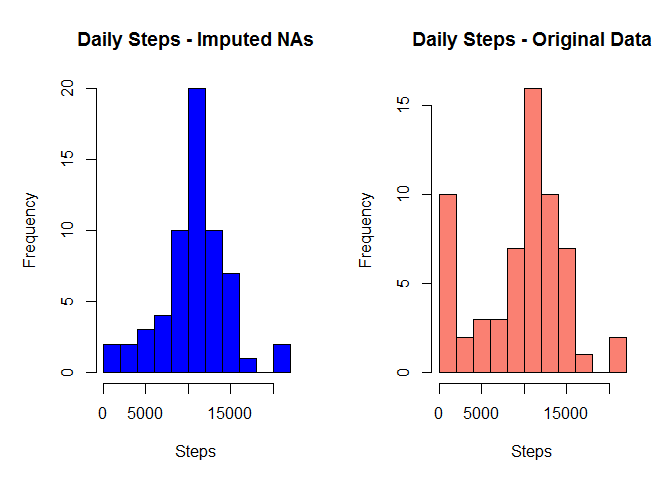 Daily Steps - Imputed NAs
Frequency
20
15
10
5
0
0 5000 15000
Steps
Daily Steps - Original Data
Frequency
15
10
5
0
0 5000 15000
Steps